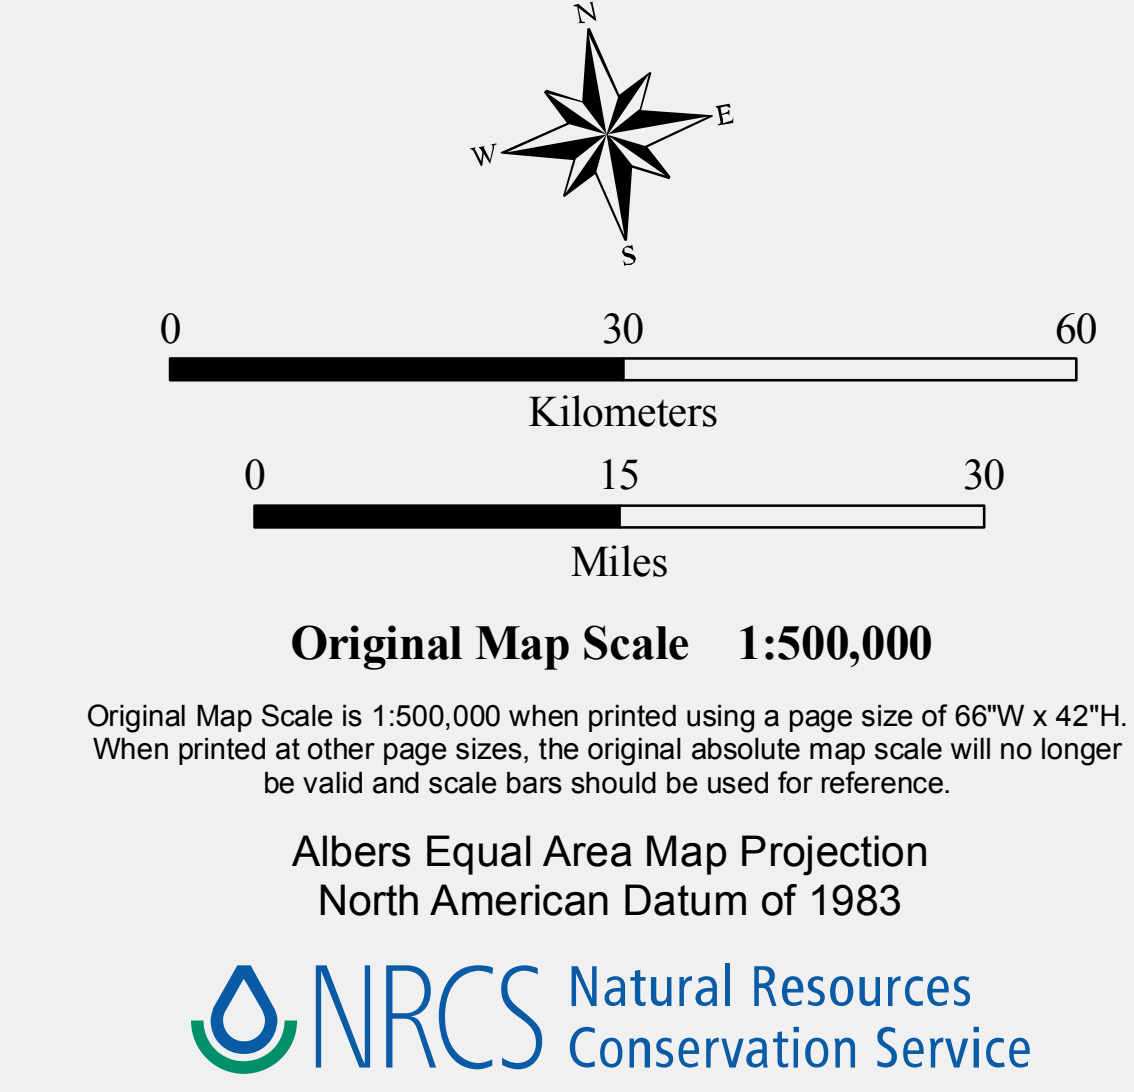 N
E
W
S
0 30 60
Kilometers
0 15 30
Miles
Original Map Scale 1:500,000
Original Map Scale is 1:500,000 when printed using a page size of 66"W x 42"H.
When printed at other page sizes, the original absolute map scale will no longer
be valid and scale bars should be used for reference.
Albers Equal Area Map Projection
North American Datum of 1983
NRCS Natural Resources
Conservation Service